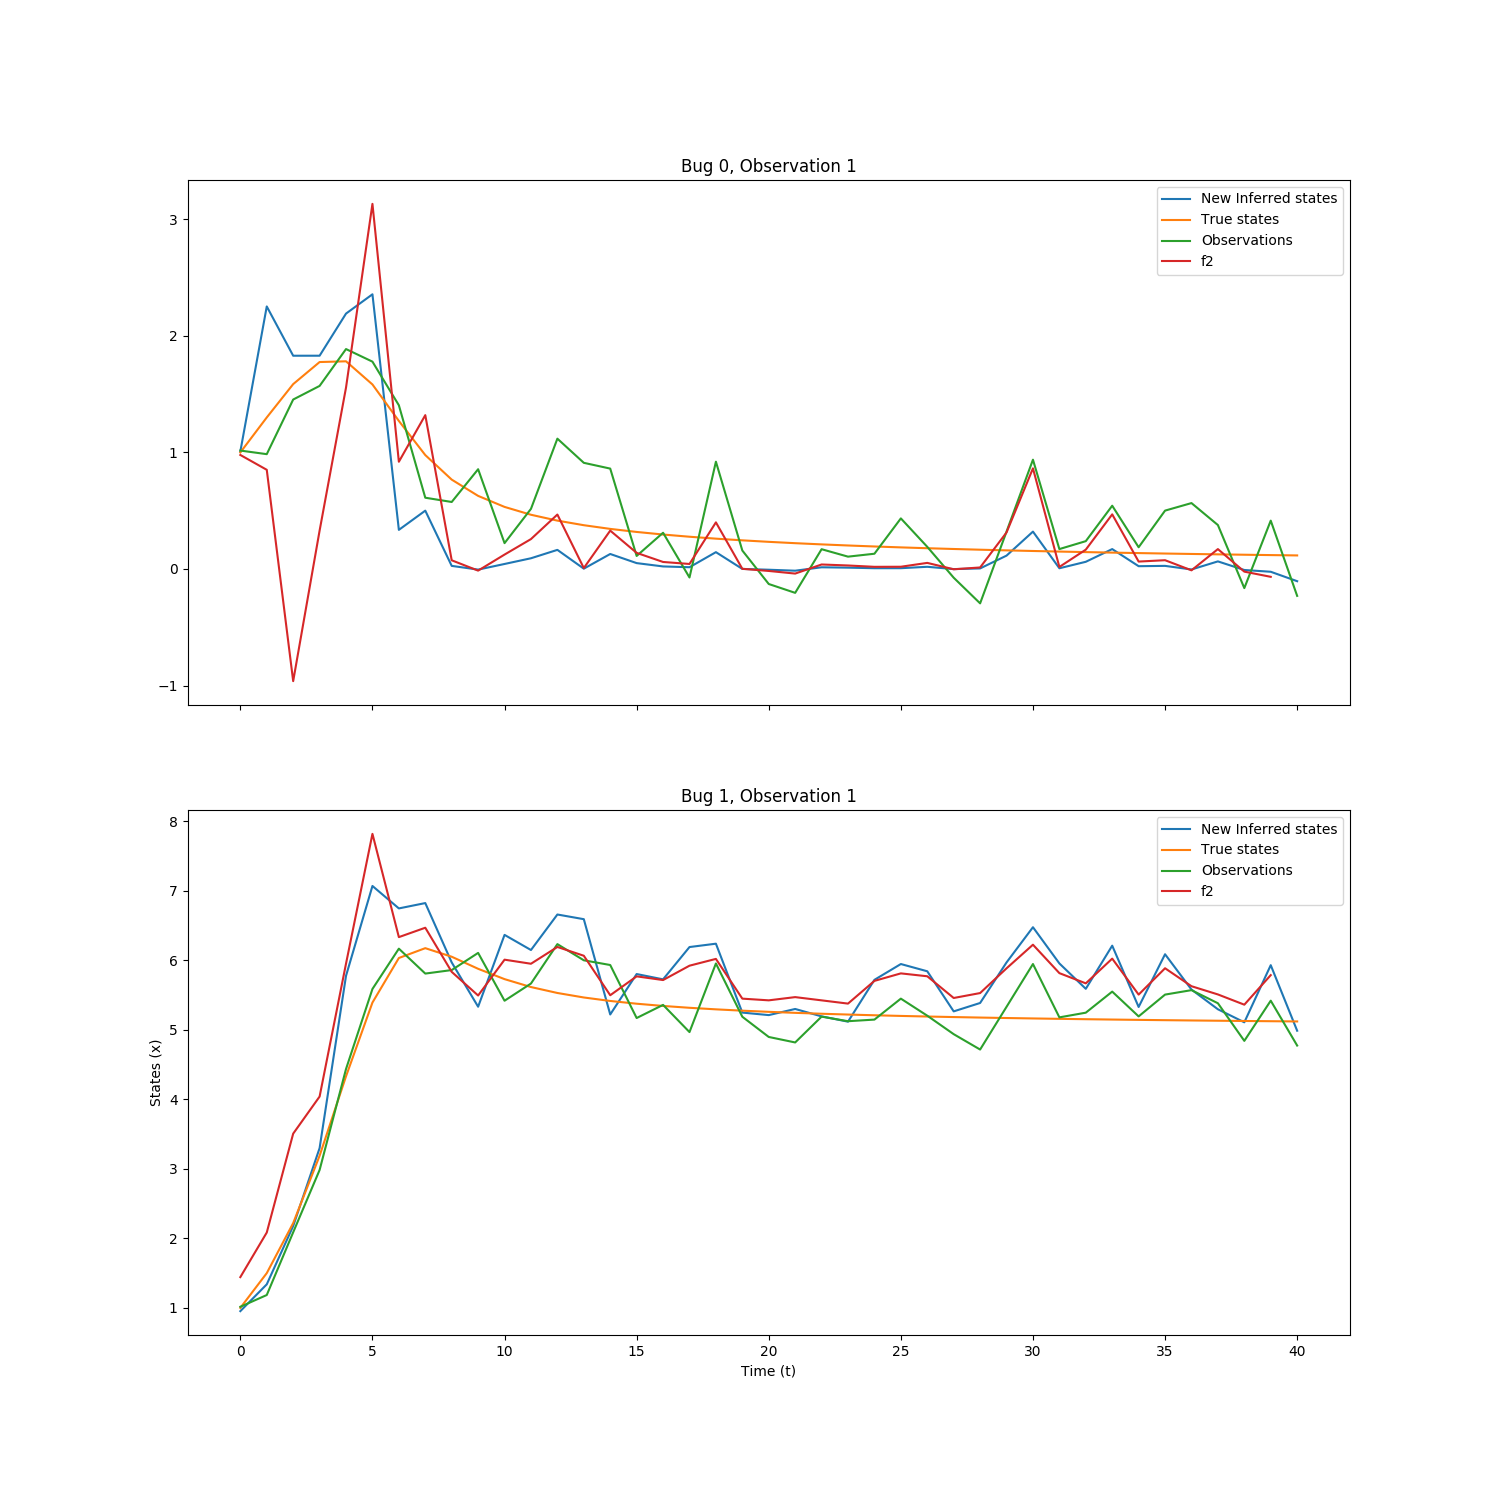 Bug 0, Observation 1
New Inferred states
True states
Observations
f2
3
2
1
0
−1
Bug 1, Observation 1
New Inferred states
True states
Observations
f2
8
7
6
5
4
3
2
1
States (x)
0 5 10 15 20 25 30 35 40
Time (t)